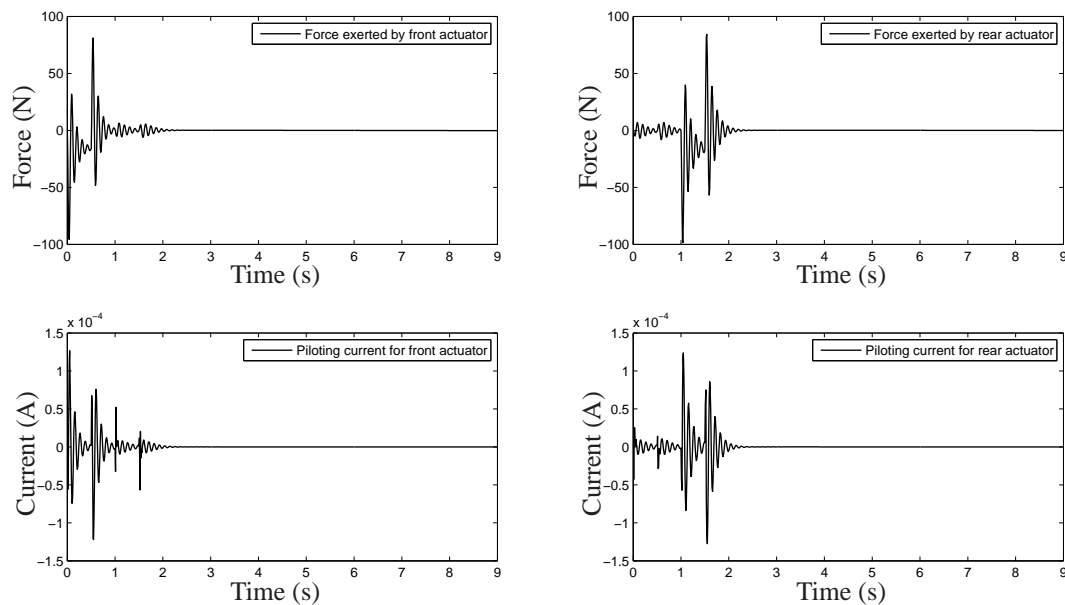 Force exerted by front actuator
100
50
0
−50
−100
Force (N)
0 1 2 3 4 5 6 7 8 9
Time (s)
Force exerted by rear actuator
100
50
0
−50
−100
Force (N)
0 1 2 3 4 5 6 7 8 9
Time (s)
x 10⁻⁴
Piloting current for front actuator
1.5
1
0.5
0
−0.5
−1
−1.5
Current (A)
0 1 2 3 4 5 6 7 8 9
Time (s)
x 10⁻⁴
Piloting current for rear actuator
1.5
1
0.5
0
−0.5
−1
−1.5
Current (A)
0 1 2 3 4 5 6 7 8 9
Time (s)